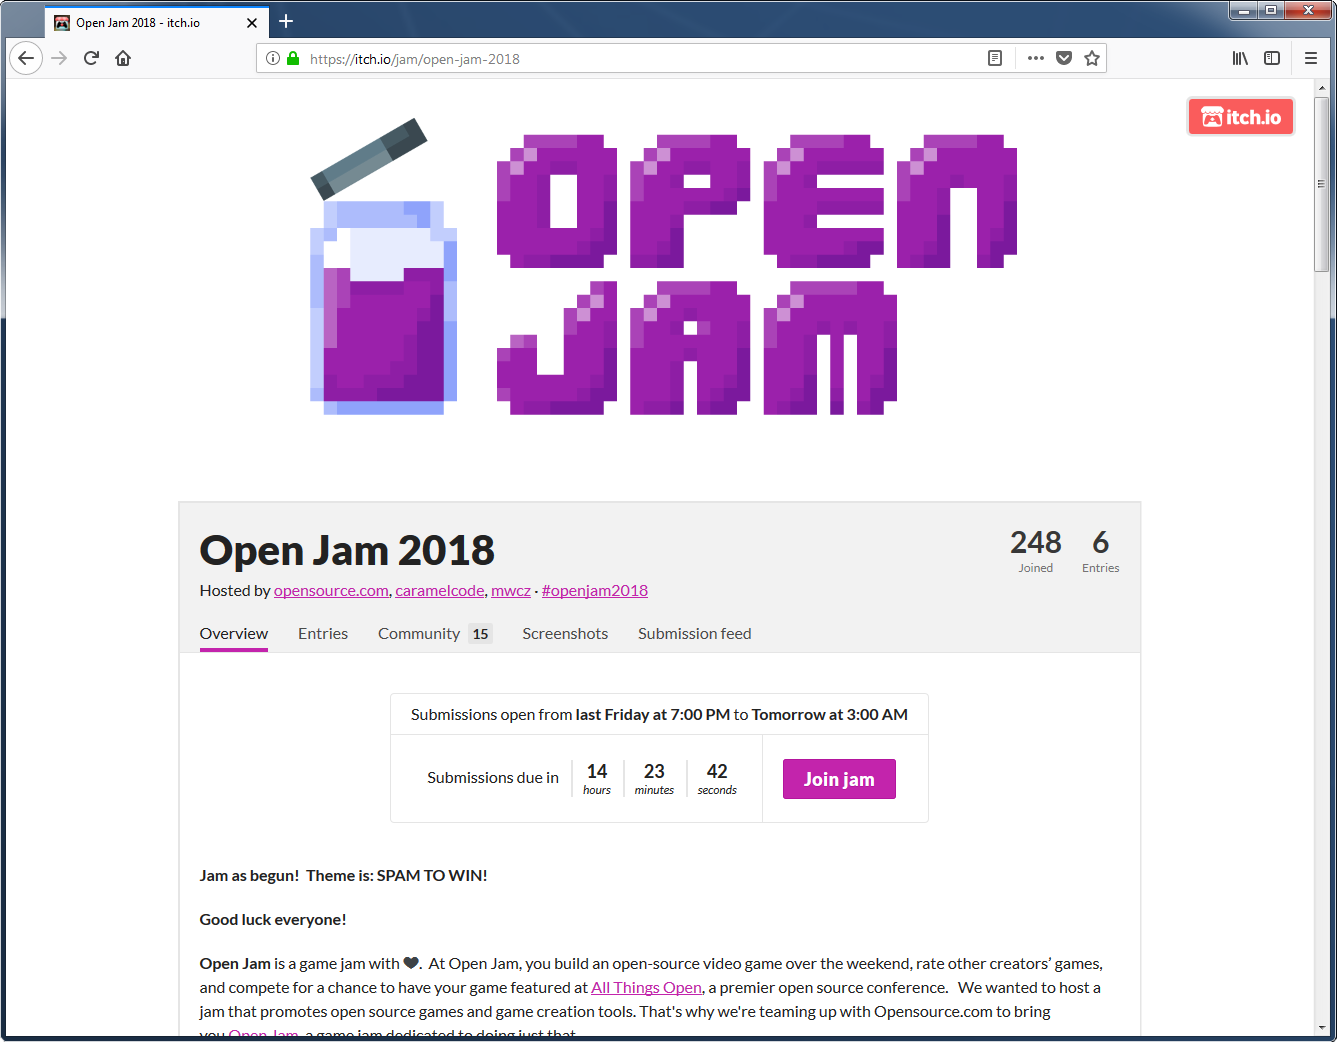 Open Jam 2018 - itch.io
https://itch.io/jam/open-jam-2018
itch.io
OPEN
JAM
Open Jam 2018
248
Joined
6
Entries
Hosted by opensource.com, caramelcode, mwcz · #openjam2018
Overview Entries Community 15 Screenshots Submission feed
Submissions open from last Friday at 7:00 PM to Tomorrow at 3:00 AM
Submissions due in
14
hours
23
minutes
42
seconds
Join jam
Jam as begun! Theme is: SPAM TO WIN!
Good luck everyone!
Open Jam is a game jam with ♥. At Open Jam, you build an open-source video game over the weekend, rate other creators’ games,
and compete for a chance to have your game featured at All Things Open, a premier open source conference. We wanted to host a
jam that promotes open source games and game creation tools. That's why we're teaming up with Opensource.com to bring
you Open Jam, a game jam dedicated to doing just that.